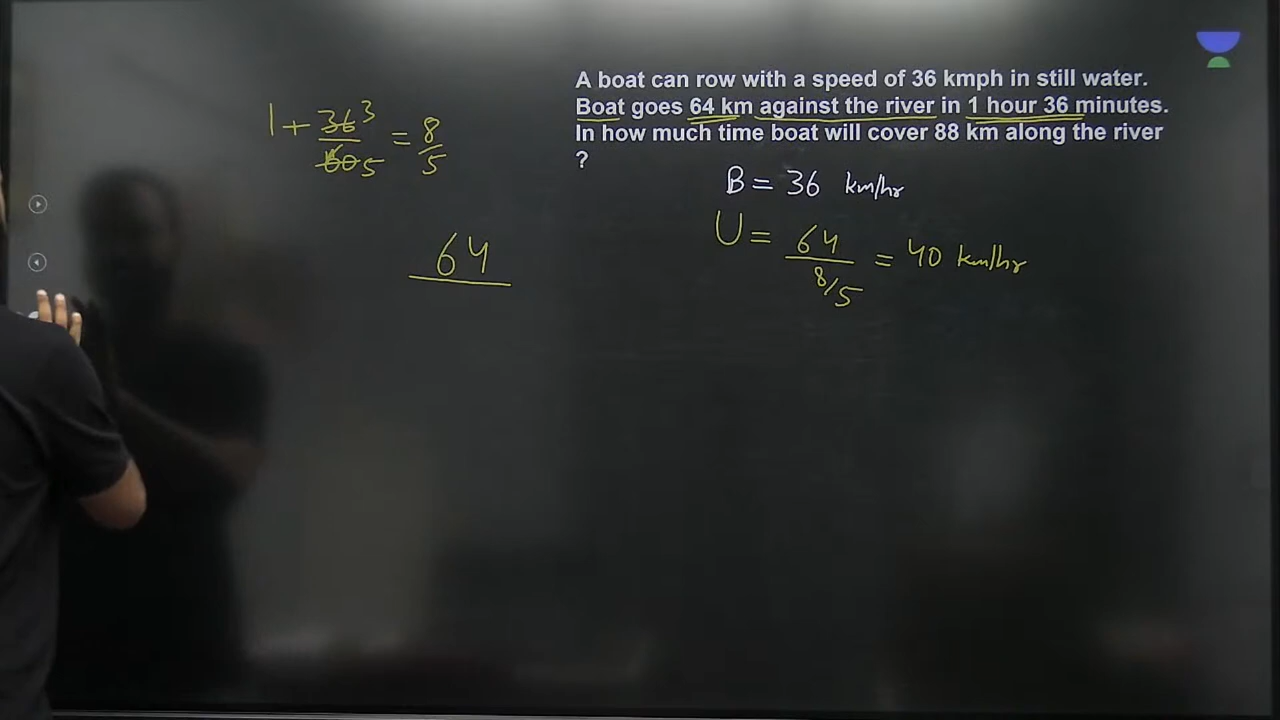 A boat can row with a speed of 36 kmph in still water.
Boat goes 64 km against the river in 1 hour 36 minutes.
In how much time boat will cover 88 km along the river
?
1 + 36 3 / 60 5 = 8/5
B = 36 km/hr
U = 64 / 8/5 = 40 km/hr
64